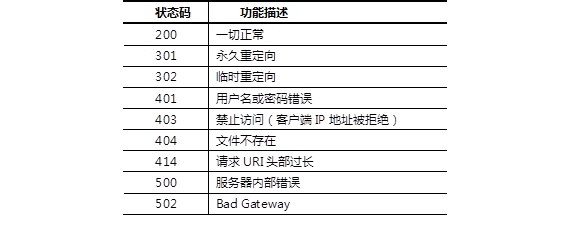 状态码 功能描述
200 一切正常
301 永久重定向
302 临时重定向
401 用户名或密码错误
403 禁止访问（客户端 IP 地址被拒绝）
404 文件不存在
414 请求 URI 头部过长
500 服务器内部错误
502 Bad Gateway